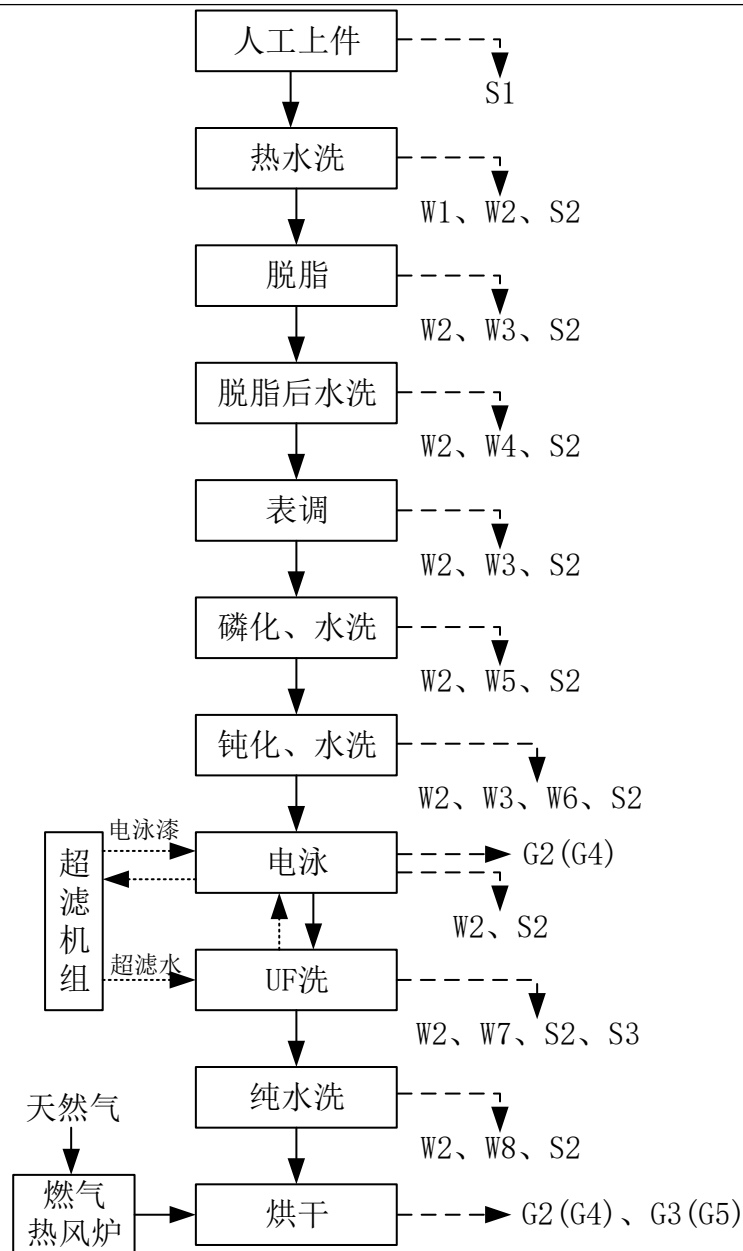 人工上件
S1
热水洗
W1、W2、S2
脱脂
W2、W3、S2
脱脂后水洗
W2、W4、S2
表调
W2、W3、S2
磷化、水洗
W2、W5、S2
钝化、水洗
W2、W3、W6、S2
电泳漆
超滤机组
电泳
G2(G4)
W2、S2
超滤水
UF洗
W2、W7、S2、S3
纯水洗
天然气
W2、W8、S2
燃气
热风炉
烘干
G2(G4)、G3(G5)